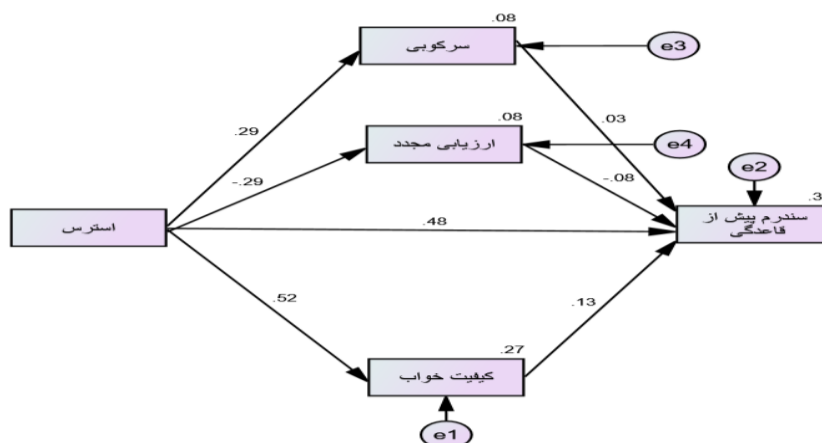 .08
سرکوبی
e3
.29
.03
.08
ارزیابی مجدد
e4
-.29
-.08
e2
.3
استرس
.48
سندرم پیش از
قاعدگی
.52
.13
.27
کیفیت خواب
e1